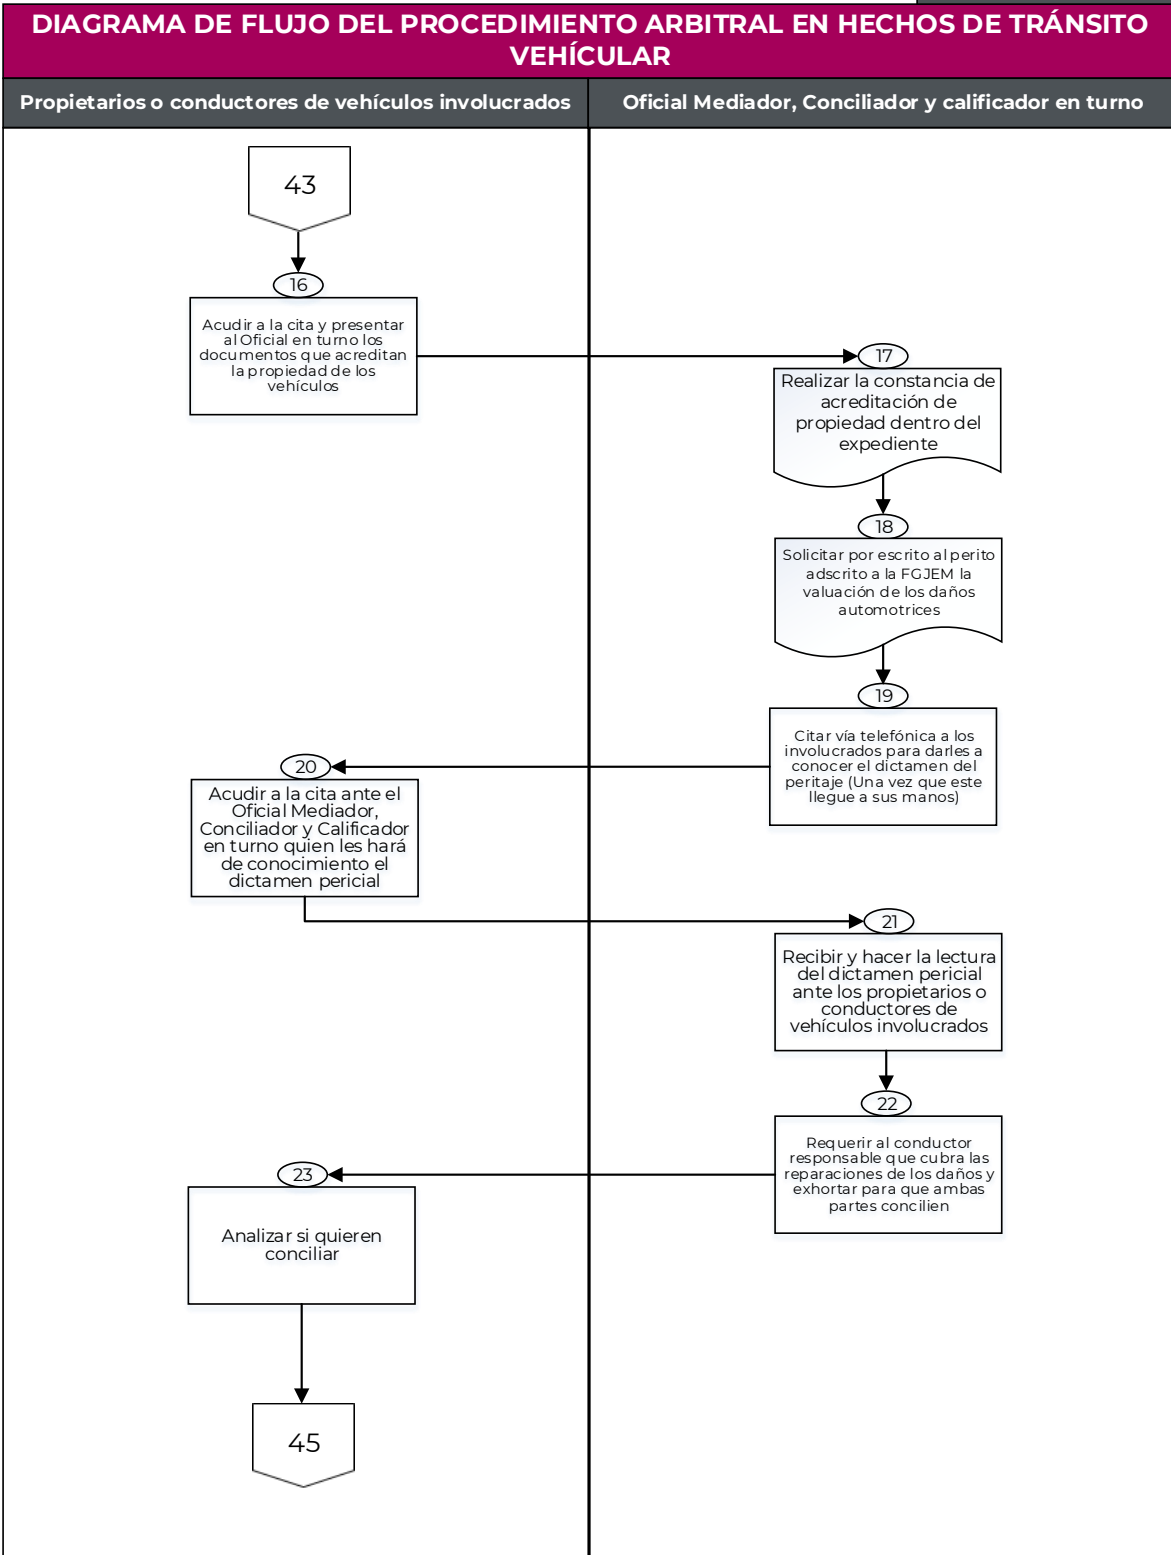 DIAGRAMA DE FLUJO DEL PROCEDIMIENTO ARBITRAL EN HECHOS DE TRÁNSITO
VEHÍCULAR
Propietarios o conductores de vehículos involucrados
Oficial Mediador, Conciliador y calificador en turno
43
16
Acudir a la cita y presentar
al Oficial en turno los
documentos que acreditan
la propiedad de los
vehículos
17
Realizar la constancia de
acreditación de
propiedad dentro del
expediente
18
Solicitar por escrito al perito
adscrito a la FGJEM la
valuación de los daños
automotrices
19
Citar vía telefónica a los
involucrados para darles a
conocer el dictamen del
peritaje (Una vez que este
llegue a sus manos)
20
Acudir a la cita ante el
Oficial Mediador,
Conciliador y Calificador
en turno quien les hará
de conocimiento el
dictamen pericial
21
Recibir y hacer la lectura
del dictamen pericial
ante los propietarios o
conductores de
vehículos involucrados
22
Requerir al conductor
responsable que cubra las
reparaciones de los daños y
exhortar para que ambas
partes concilien
23
Analizar si quieren
conciliar
45